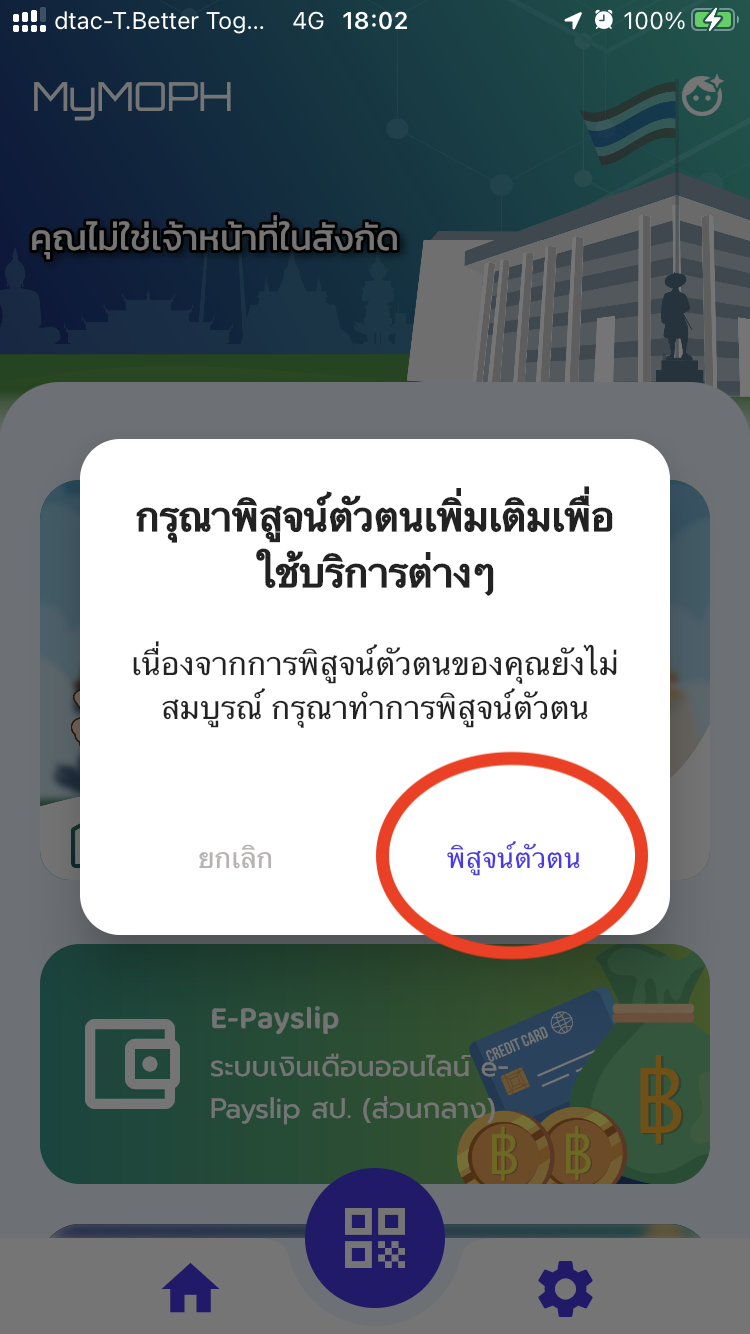 dtac-T.Better Tog... 4G 18:02 100%
MyMOPH
คุณไม่ใช่เจ้าหน้าที่ในสังกัด
กรุณาพิสูจน์ตัวตนเพิ่มเติมเพื่อ
ใช้บริการต่างๆ
เนื่องจากการพิสูจน์ตัวตนของคุณยังไม่
สมบูรณ์ กรุณาทำการพิสูจน์ตัวตน
ยกเลิก พิสูจน์ตัวตน
E-Payslip
ระบบเงินเดือนออนไลน์ e-
Payslip สป. (ส่วนกลาง)
CREDIT CARD